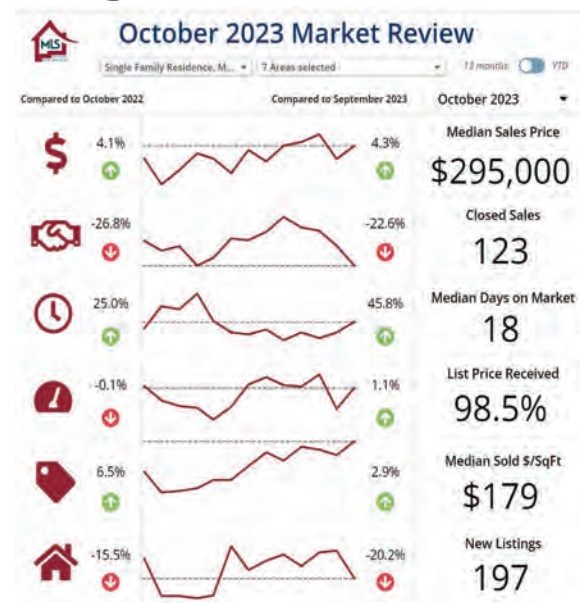 October 2023 Market Review
MLS
Single Family Residence, M...
7 Areas selected
13 months
YTD
Compared to October 2022
Compared to September 2023
October 2023
4.1%
4.3%
Median Sales Price
$295,000
-26.8%
-22.6%
Closed Sales
123
25.0%
45.8%
Median Days on Market
18
-0.1%
1.1%
List Price Received
98.5%
6.5%
2.9%
Median Sold $/SqFt
$179
-15.5%
-20.2%
New Listings
197